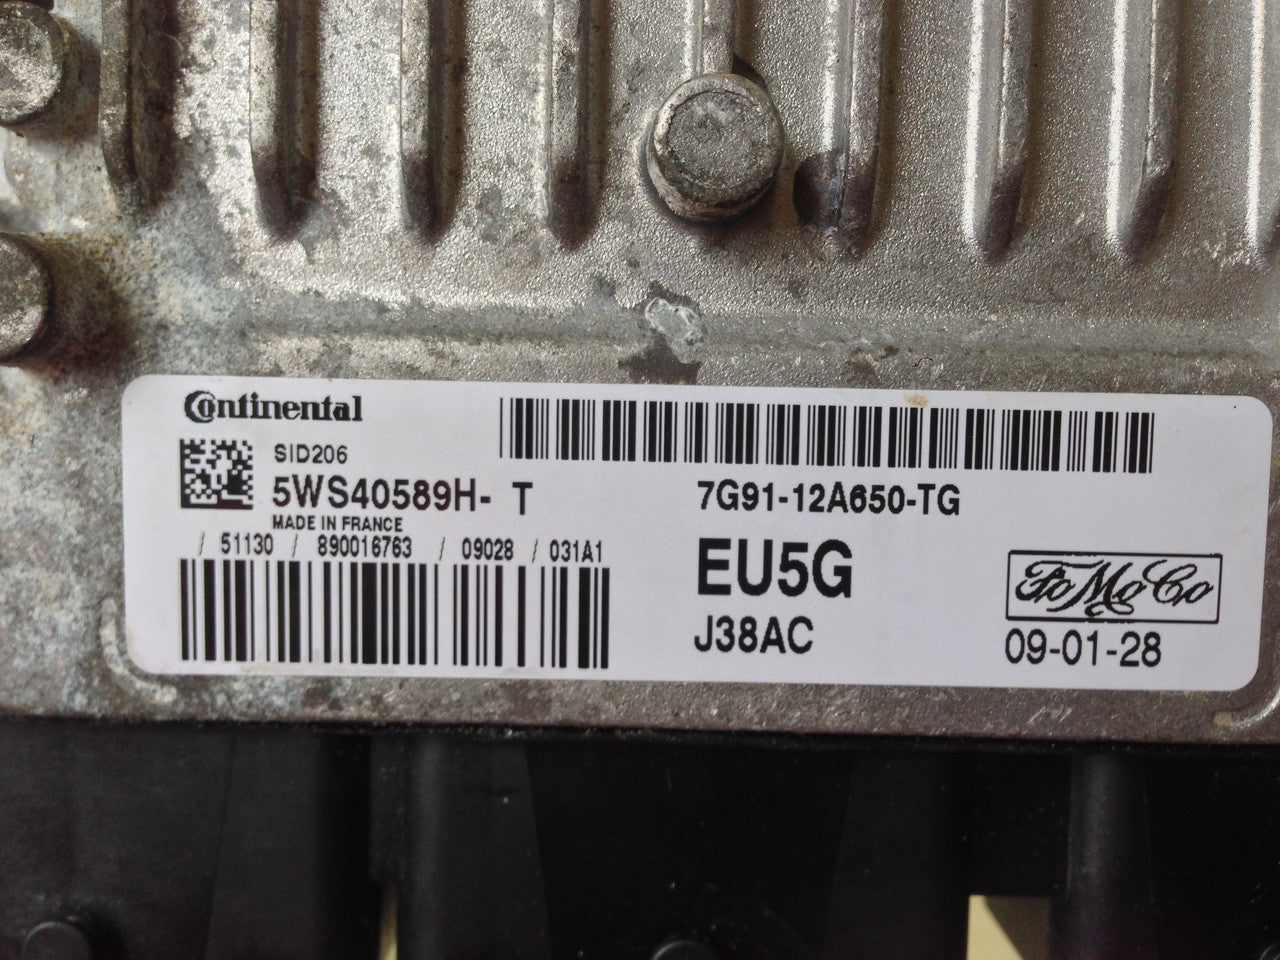 Continental
SID206
5WS40589H- T
MADE IN FRANCE
/ 51130 / 890016763 / 09028 / 031A1
7G91-12A650-TG
EU5G
J38AC
FoMoCo
09-01-28